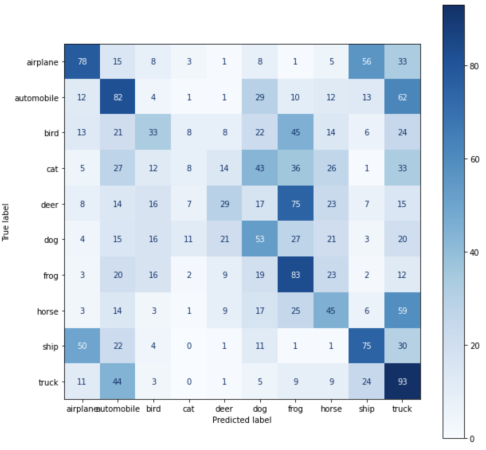 airplane 78 15 8 3 1 8 1 5 56 33
automobile 12 82 4 1 1 29 10 12 13 62
bird 13 21 33 8 8 22 45 14 6 24
cat 5 27 12 8 14 43 36 26 1 33
deer 8 14 16 7 29 17 75 23 7 15
dog 4 15 16 11 21 53 27 21 3 20
frog 3 20 16 2 9 19 83 23 2 12
horse 3 14 3 1 9 17 25 45 6 59
ship 50 22 4 0 1 11 1 1 75 30
truck 11 44 3 0 1 5 9 9 24 93
airplane automobile bird cat deer dog frog horse ship truck
Predicted label
True label
80
60
40
20
0